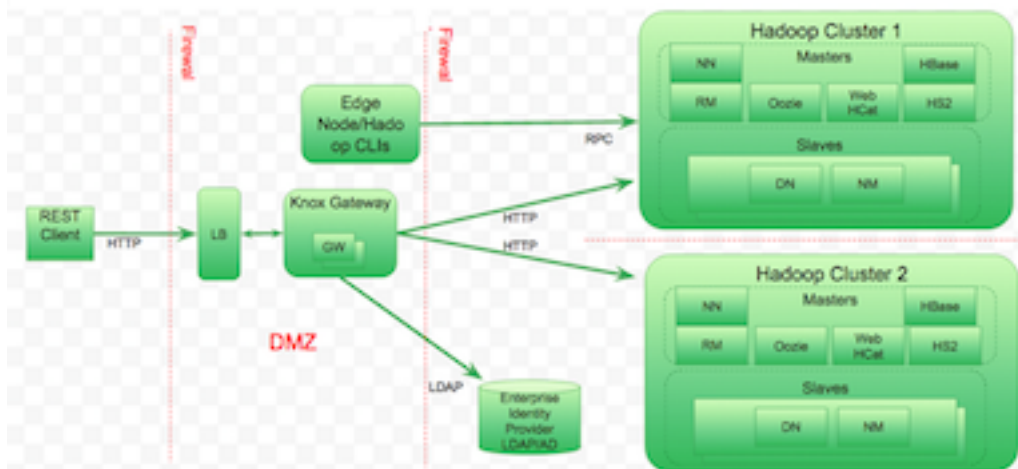 Firewal
Firewal
Edge
Node/Hado
op CLIs
RPC
REST
Client
HTTP
LB
Knox Gateway
GW
HTTP
HTTP
DMZ
LDAP
Enterprise
Identity
Provider
LDAP/AD
Hadoop Cluster 1
Masters
NN
HBase
RM
Oozie
Web
HCat
HS2
Slaves
DN
NM
Hadoop Cluster 2
Masters
NN
HBase
RM
Oozie
Web
HCat
HS2
Slaves
DN
NM